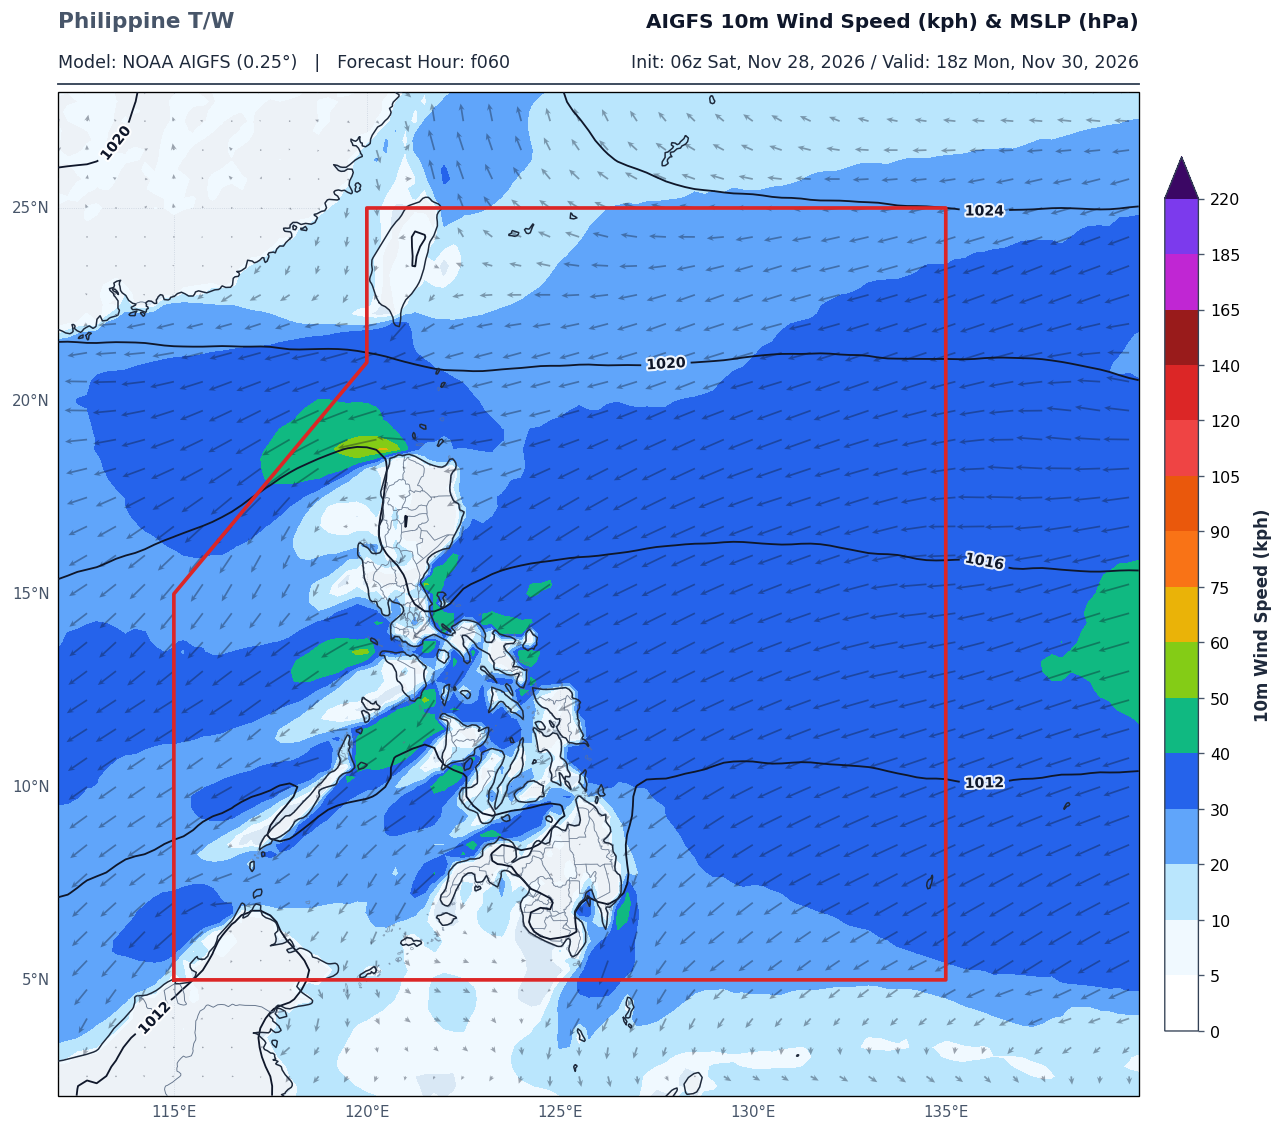 Philippine T/W
AIGFS 10m Wind Speed (kph) & MSLP (hPa)
Model: NOAA AIGFS (0.25°)   |   Forecast Hour: f060
Init: 06z Sat, Nov 28, 2026 / Valid: 18z Mon, Nov 30, 2026
1020
25°N
1024
1020
20°N
1016
15°N
1012
10°N
5°N
1012
115°E
120°E
125°E
130°E
135°E
220
185
165
140
120
105
90
75
60
50
40
30
20
10
5
0
10m Wind Speed (kph)